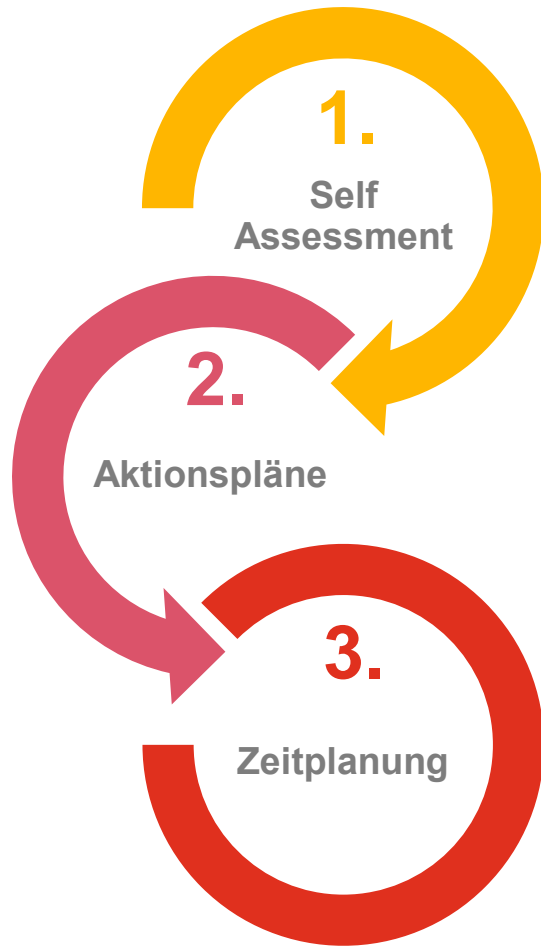 1.
Self
Assessment
2.
Aktionspläne
3.
Zeitplanung